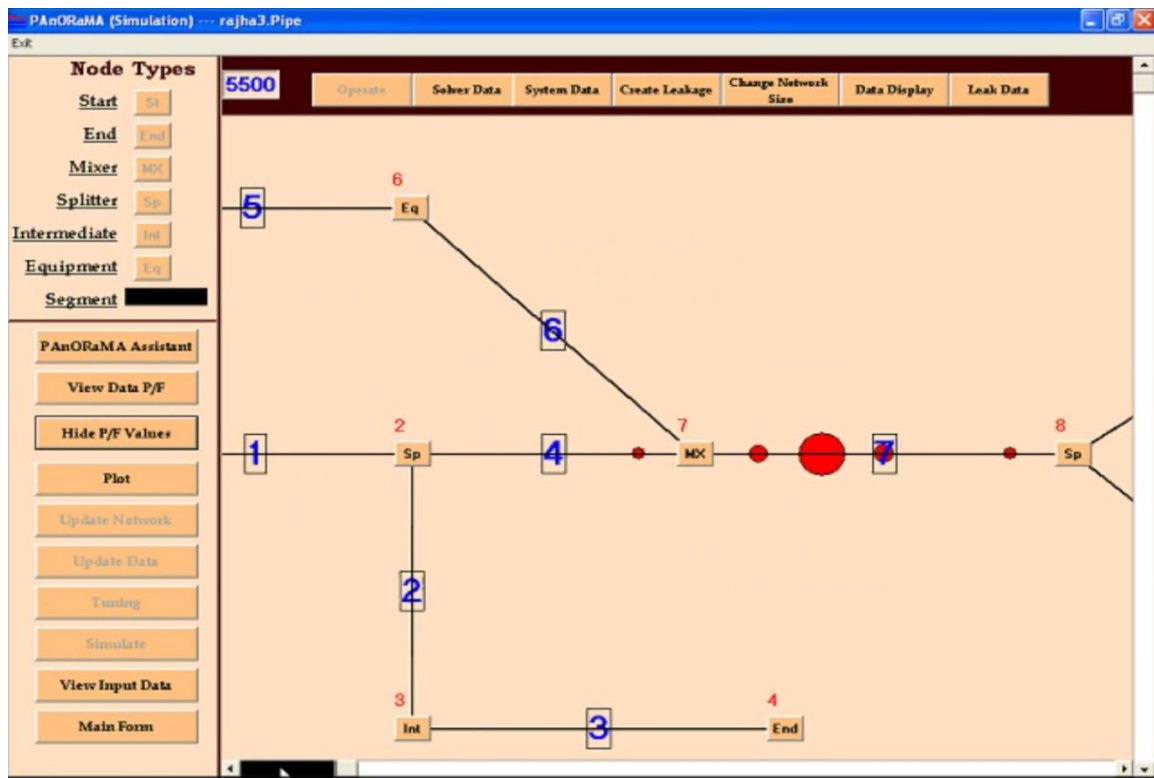 PAnORaMA (Simulation) --- rajha3.Pipe
Exit
Node Types
Start St
End End
Mixer MX
Splitter Sp
Intermediate Int
Equipment Eq
Segment
PAnORaMA Assistant
View Data P/F
Hide P/F Values
Plot
Update Network
Update Data
Tuning
Simulate
View Input Data
Main Form
5500
Operate
Solver Data
System Data
Create Leakage
Change Network
Size
Data Display
Leak Data
6
5
Eq
6
2
7
8
1
Sp
4
MX
7
Sp
2
3
4
Int
3
End